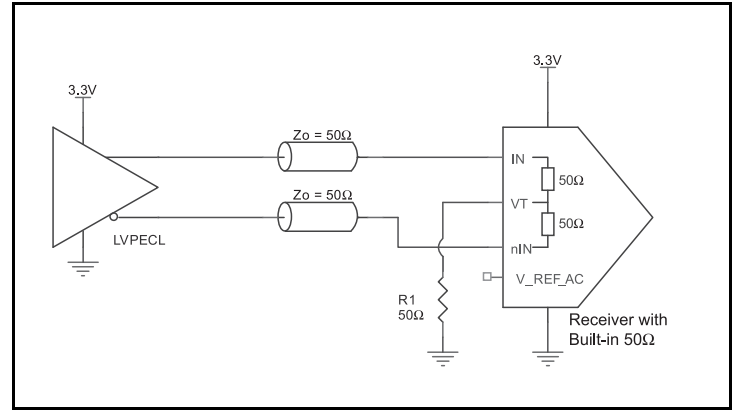 3.3V
3.3V
Zo = 50Ω
IN
50Ω
Zo = 50Ω
VT
50Ω
LVPECL
nIN
V_REF_AC
R1
50Ω
Receiver with
Built-in 50Ω